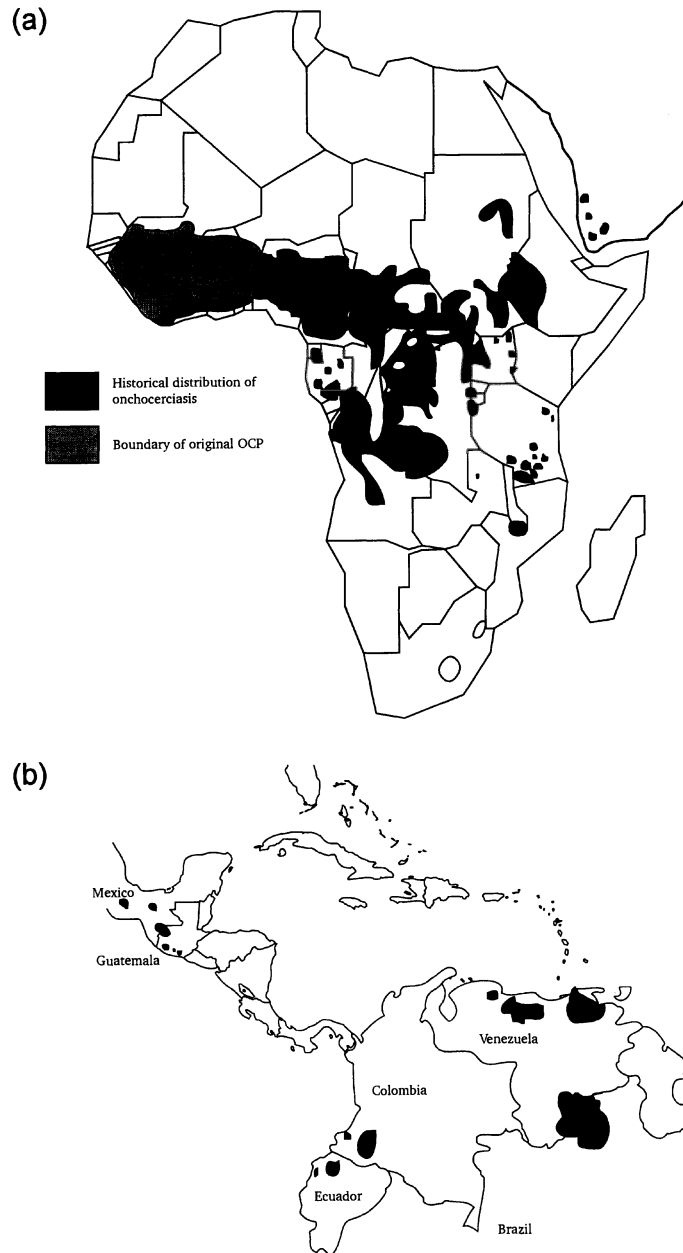 (a)
Historical distribution of
onchocerciasis
Boundary of original OCP
(b)
Mexico
Guatemala
Venezuela
Colombia
Ecuador
Brazil